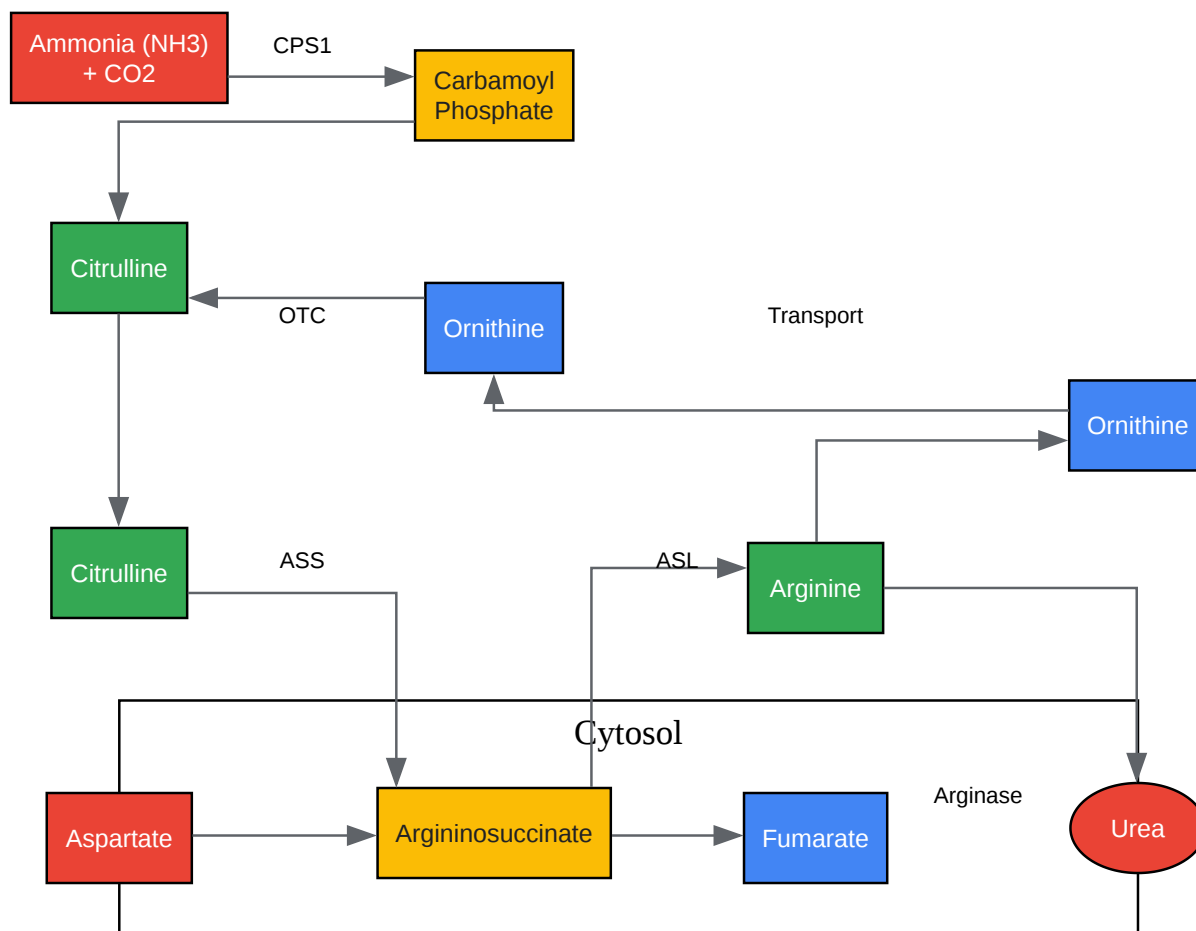 Ammonia (NH3)
+ CO2
CPS1
Carbamoyl
Phosphate
Citrulline
OTC
Ornithine
Transport
Ornithine
Citrulline
ASS
ASL
Arginine
Cytosol
Aspartate
Argininosuccinate
Fumarate
Arginase
Urea